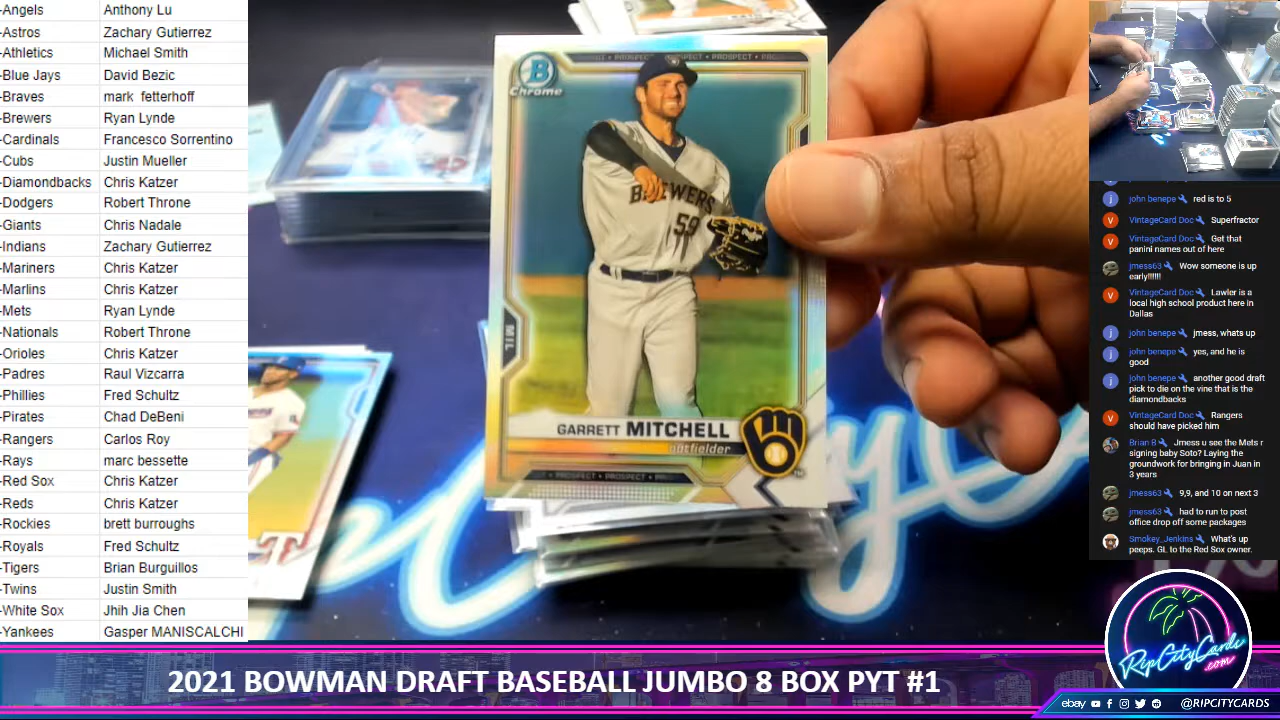 -Angels Anthony Lu
-Astros Zachary Gutierrez
-Athletics Michael Smith
-Blue Jays David Bezic
-Braves mark fetterhoff
-Brewers Ryan Lynde
-Cardinals Francesco Sorrentino
-Cubs Justin Mueller
-Diamondbacks Chris Katzer
-Dodgers Robert Throne
-Giants Chris Nadale
-Indians Zachary Gutierrez
-Mariners Chris Katzer
-Marlins Chris Katzer
-Mets Ryan Lynde
-Nationals Robert Throne
-Orioles Chris Katzer
-Padres Raul Vizcarra
-Phillies Fred Schultz
-Pirates Chad DeBeni
-Rangers Carlos Roy
-Rays marc bessette
-Red Sox Chris Katzer
-Reds Chris Katzer
-Rockies brett burroughs
-Royals Fred Schultz
-Tigers Brian Burguillos
-Twins Justin Smith
-White Sox Jhih Jia Chen
-Yankees Gasper MANISCALCHI
B
Chrome
BREWERS
59
MIL
GARRETT MITCHELL
outfielder
PROSPECT • PROSPECT
john benepe red is to 5
VintageCard Doc Superfractor
VintageCard Doc Get that
panini names out of here
jmess63 Wow someone is up
early!!!!!!
VintageCard Doc Lawler is a
local high school product here in
Dallas
john benepe jmess, whats up
john benepe yes, and he is
good
john benepe another good draft
pick to die on the vine that is the
diamondbacks
VintageCard Doc Rangers
should have picked him
Brian B Jmess u see the Mets r
signing baby Soto? Laying the
groundwork for bringing in Juan in
3 years
jmess63 9,9, and 10 on next 3
jmess63 had to run to post
office drop off some packages
Smokey_Jenkins What's up
peeps. GL to the Red Sox owner.
RipCityCards
.com
2021 BOWMAN DRAFT BASEBALL JUMBO 8 BOX PYT #1
ebay @RIPCITYCARDS